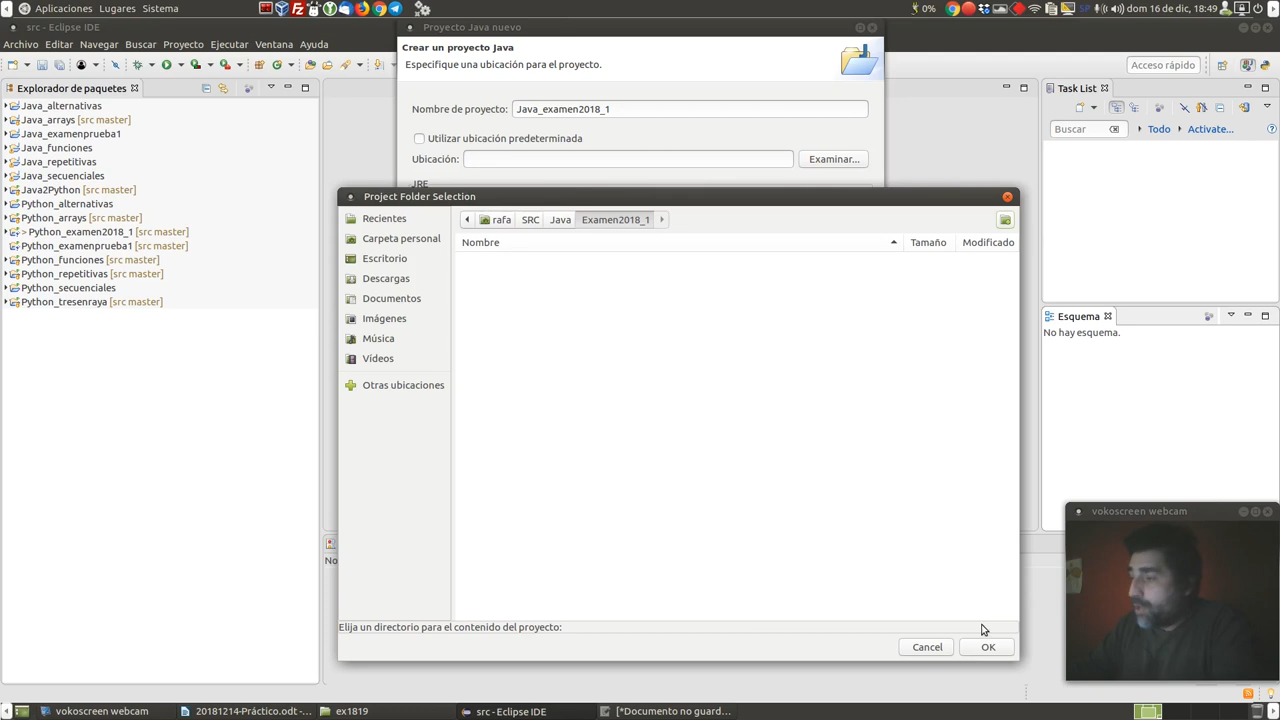 Aplicaciones Lugares Sistema
0% SP dom 16 de dic, 18:49
src - Eclipse IDE
Proyecto Java nuevo
Archivo Editar Navegar Buscar Proyecto Ejecutar Ventana Ayuda
Crear un proyecto Java
Especifique una ubicación para el proyecto.
Acceso rápido
Explorador de paquetes
Java_alternativas
Java_arrays [src master]
Java_examenprueba1
Java_funciones
Java_repetitivas
Java_secuenciales
Java2Python [src master]
Python_alternativas
Python_arrays [src master]
> Python_examen2018_1 [src master]
Python_examenprueba1 [src master]
Python_funciones [src master]
Python_repetitivas [src master]
Python_secuenciales
Python_tresenraya [src master]
Nombre de proyecto: Java_examen2018_1
Utilizar ubicación predeterminada
Ubicación: Examinar...
JRE
Project Folder Selection
Recientes
Carpeta personal
Escritorio
Descargas
Documentos
Imágenes
Música
Vídeos
Otras ubicaciones
rafa SRC Java Examen2018_1
Nombre Tamaño Modificado
Elija un directorio para el contenido del proyecto:
Cancel OK
No
Task List
Buscar Todo Activate...
Esquema
No hay esquema.
vokoscreen webcam
vokoscreen webcam 20181214-Práctico.odt -... ex1819 src - Eclipse IDE [*Documento no guard...